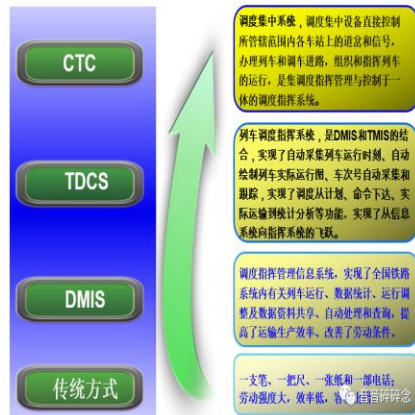 CTC
调度集中系统，调度集中设备直接控制
所管辖范围内各车站上的道岔和信号，
办理列车和调车进路，组织和指挥列车
的运行，是集调度指挥管理与控制于一
体的调度指挥系统。
TDCS
列车调度指挥系统，是DMIS和TMIS的结
合，实现了自动采集列车运行时刻、自动
绘制列车实际运行图、车次号自动采集和
跟踪，实现了调度从计划、命令下达、实
际运输到统计分析等功能，实现了从信息
系统向指挥系统的飞跃。
DMIS
调度指挥管理信息系统，实现了全国铁路
系统内有关列车运行、数据统计、运行调
整及数据资料共享、自动处理和查询，提
高了运输生产效率、改善了劳动条件。
传统方式
一支笔、一把尺、一张纸和一部电话；
劳动强度大，效率低，容
碎碎念